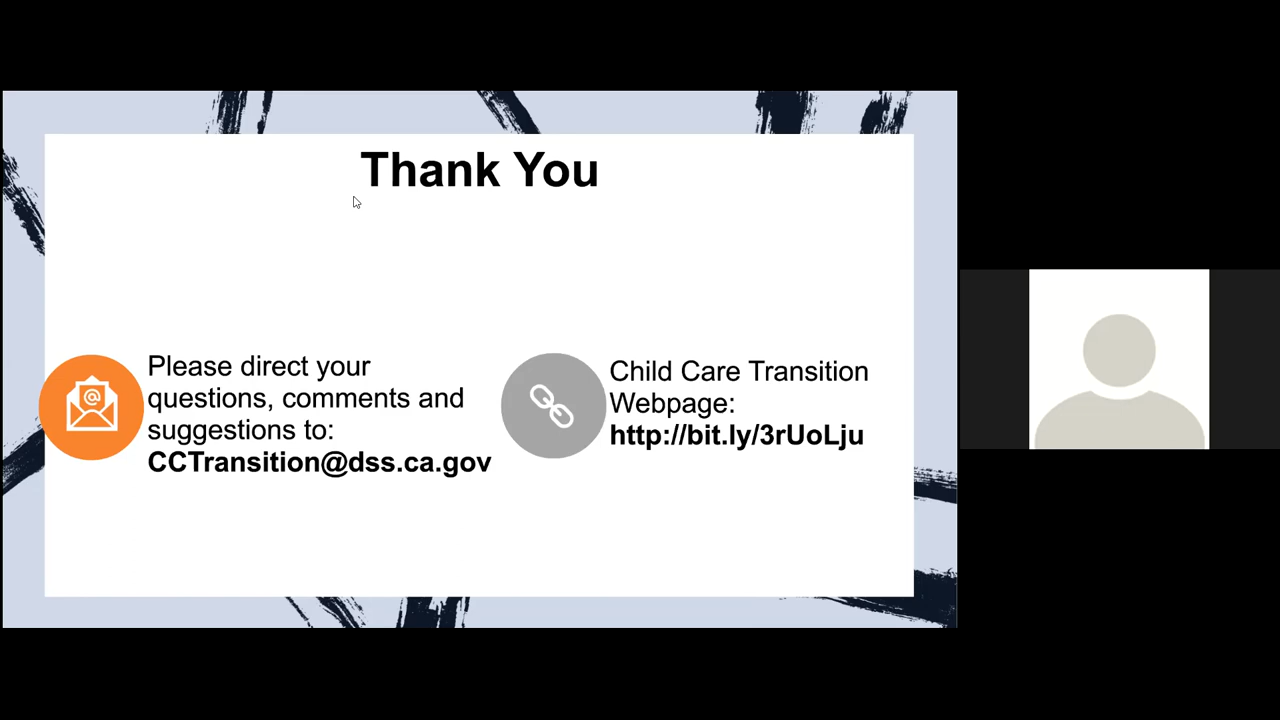 Thank You
Please direct your
questions, comments and
suggestions to:
CCTransition@dss.ca.gov
Child Care Transition
Webpage:
http://bit.ly/3rUoLju